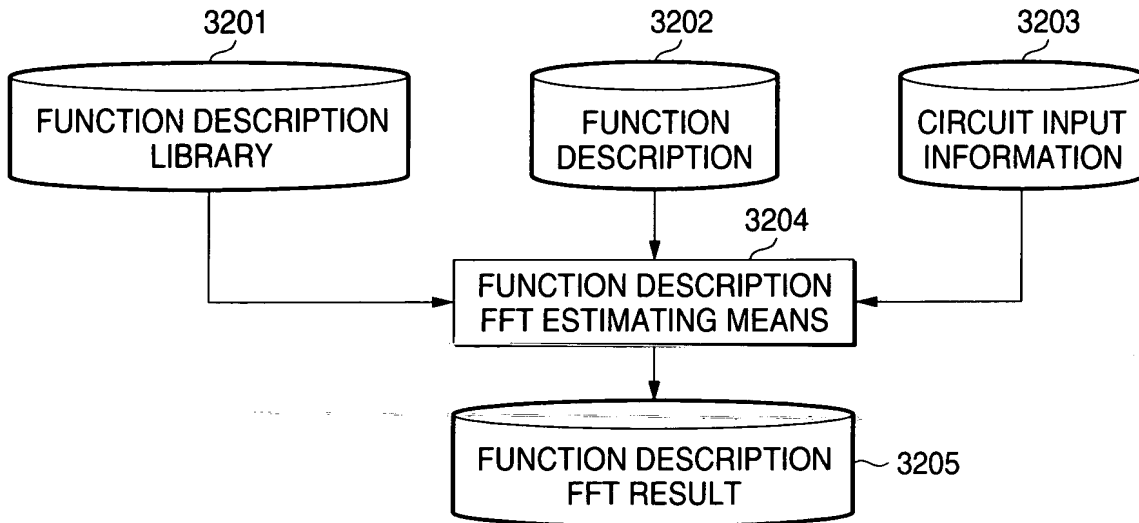 3201
3202
3203
FUNCTION DESCRIPTION
LIBRARY
FUNCTION
DESCRIPTION
CIRCUIT INPUT
INFORMATION
3204
FUNCTION DESCRIPTION
FFT ESTIMATING MEANS
FUNCTION DESCRIPTION
FFT RESULT
3205